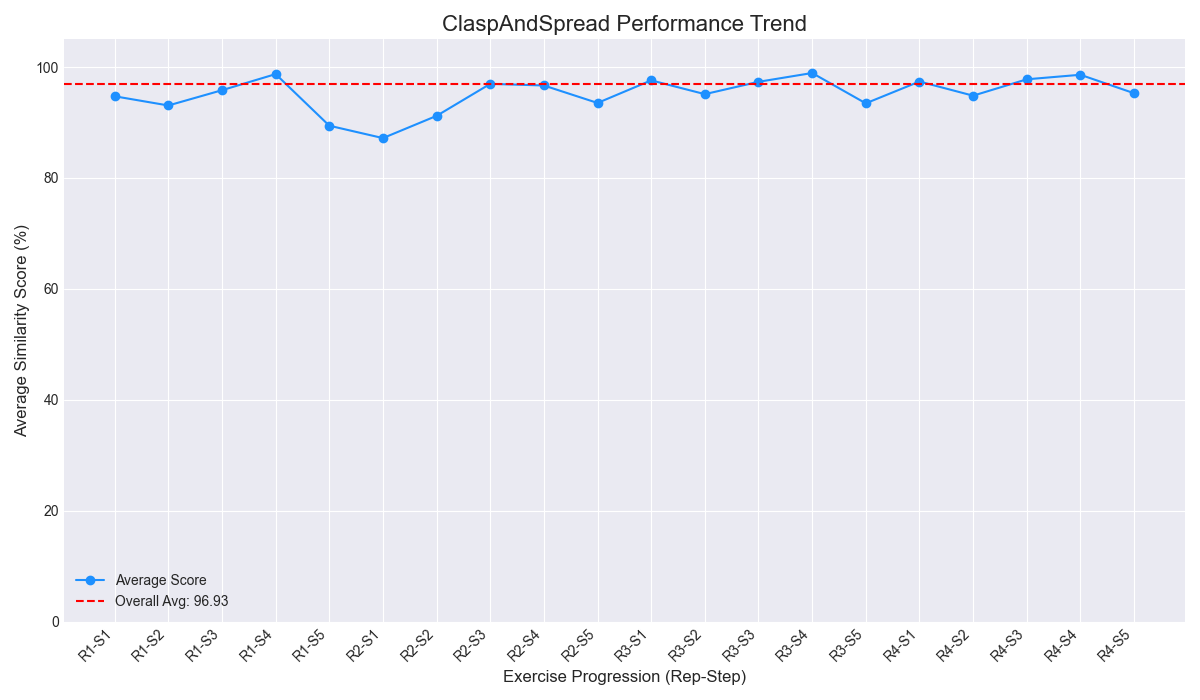 ClaspAndSpread Performance Trend
Average Similarity Score (%)
100
80
60
40
20
0
Average Score
Overall Avg: 96.93
R1-S1
R1-S2
R1-S3
R1-S4
R1-S5
R2-S1
R2-S2
R2-S3
R2-S4
R2-S5
R3-S1
R3-S2
R3-S3
R3-S4
R3-S5
R4-S1
R4-S2
R4-S3
R4-S4
R4-S5
Exercise Progression (Rep-Step)